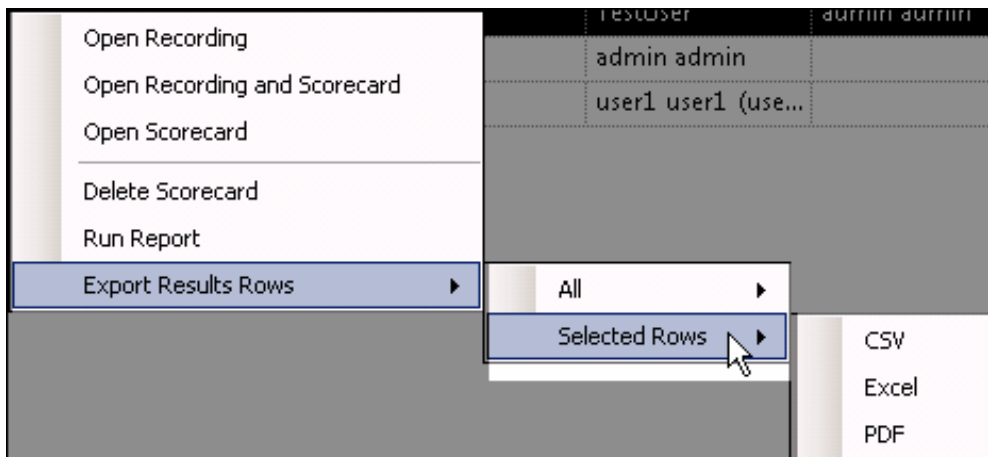 TestUser admin admin
admin admin
user1 user1 (use...
Open Recording
Open Recording and Scorecard
Open Scorecard
Delete Scorecard
Run Report
Export Results Rows
All
Selected Rows
CSV
Excel
PDF